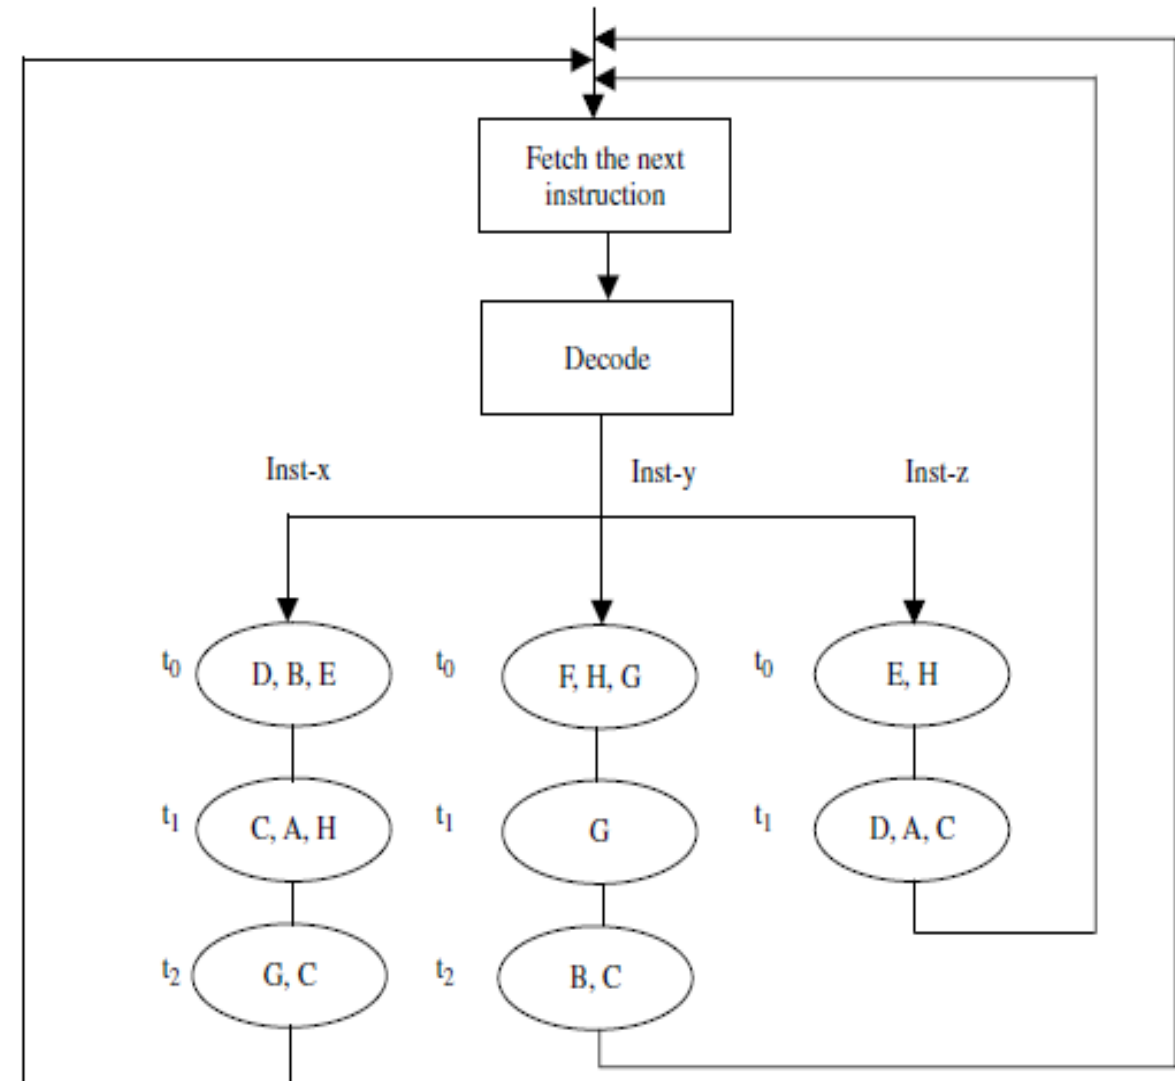 Fetch the next
instruction
Decode
Inst-x Inst-y Inst-z
t0 D, B, E t0 F, H, G t0 E, H
t1 C, A, H t1 G t1 D, A, C
t2 G, C t2 B, C